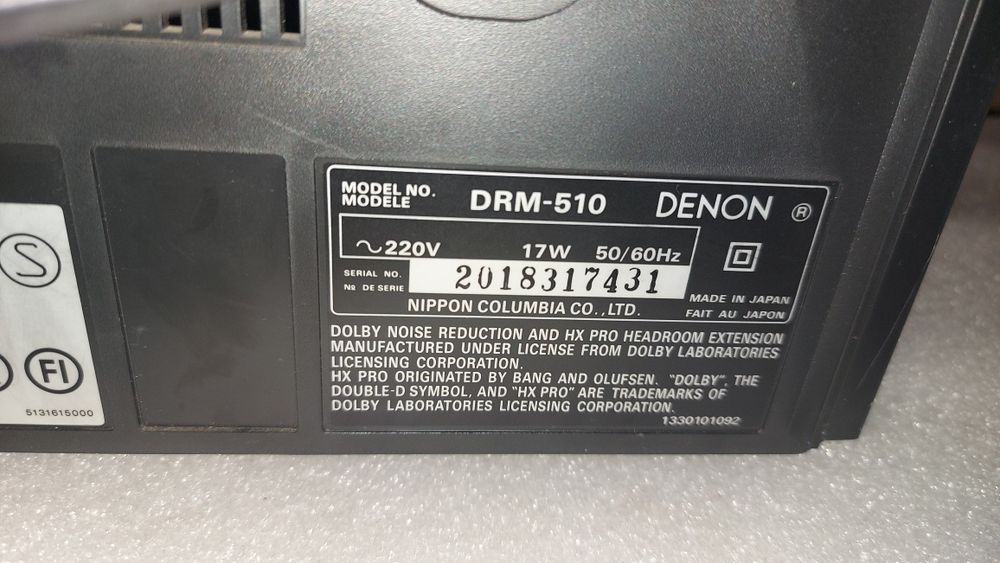 MODEL NO.
MODELE
DRM-510
DENON ®
~220V 17W 50/60Hz
SERIAL NO.
№ DE SERIE
2018317431
NIPPON COLUMBIA CO.,LTD.
MADE IN JAPAN
FAIT AU JAPON
DOLBY NOISE REDUCTION AND HX PRO HEADROOM EXTENSION
MANUFACTURED UNDER LICENSE FROM DOLBY LABORATORIES
LICENSING CORPORATION.
HX PRO ORIGINATED BY BANG AND OLUFSEN. "DOLBY", THE
DOUBLE-D SYMBOL, AND "HX PRO" ARE TRADEMARKS OF
DOLBY LABORATORIES LICENSING CORPORATION.
1330101092
S
FI
5131615000